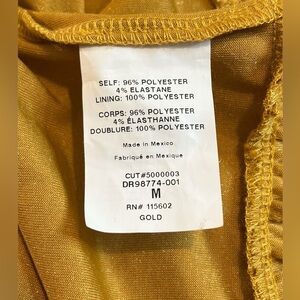 SELF: 96% POLYESTER
4% ELASTANE
LINING: 100% POLYESTER
CORPS: 96% POLYESTER
4% ÉLASTHANNE
DOUBLURE: 100% POLYESTER
Made in Mexico
Fabriqué en Mexique
CUT#5000003
DR98774-001
M
RN# 115602
GOLD